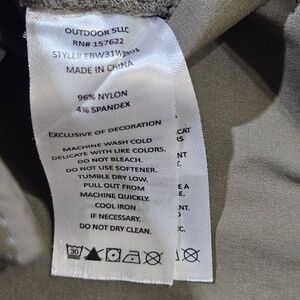 OUTDOOR 5LLC
RN# 157622
MADE IN CHINA
96% NYLON
4% SPANDEX
EXCLUSIVE OF DECORATION
MACHINE WASH COLD
DELICATE WITH LIKE COLORS.
DO NOT BLEACH.
DO NOT USE SOFTENER.
TUMBLE DRY LOW.
PULL OUT FROM
MACHINE QUICKLY.
COOL IRON
IF NECESSARY.
DO NOT DRY CLEAN.
30